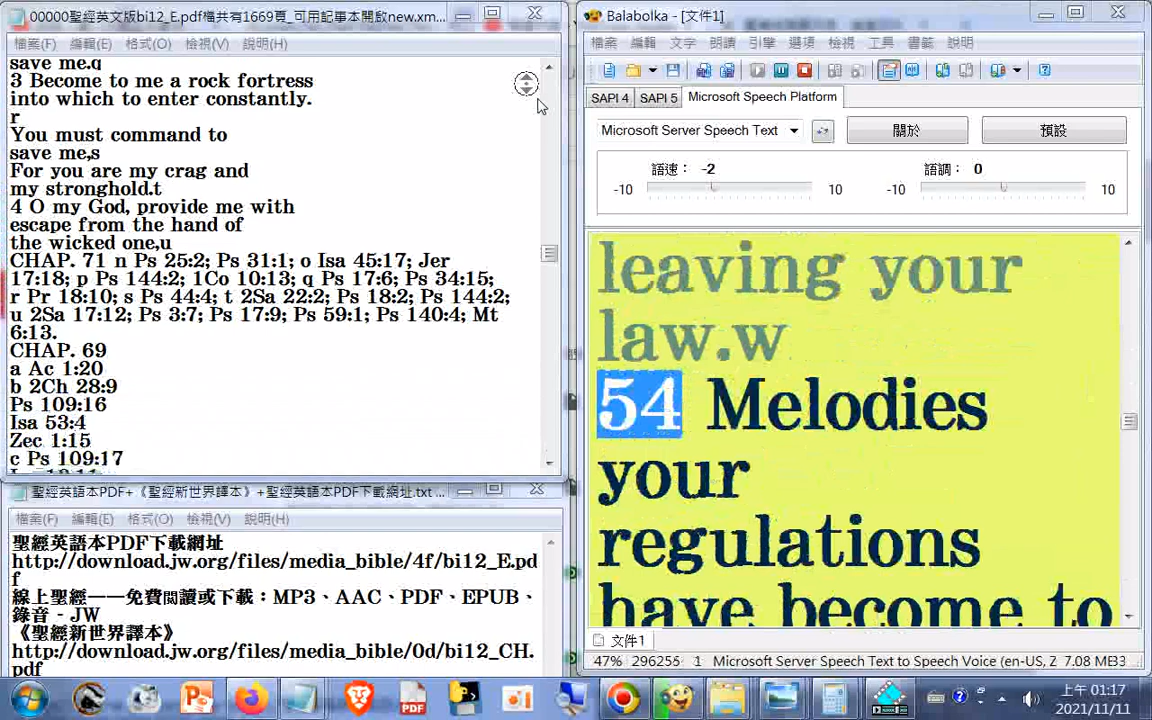 00000聖經英文版bi12_E.pdf檔共有1669頁_可用記事本開啟new.xm...
檔案(F) 編輯(E) 格式(O) 檢視(V) 說明(H)
save me.q
3 Become to me a rock fortress
into which to enter constantly.
r
You must command to
save me,s
For you are my crag and
my stronghold.t
4 O my God, provide me with
escape from the hand of
the wicked one,u
CHAP. 71 n Ps 25:2; Ps 31:1; o Isa 45:17; Jer
17:18; p Ps 144:2; 1Co 10:13; q Ps 17:6; Ps 34:15;
r Pr 18:10; s Ps 44:4; t 2Sa 22:2; Ps 18:2; Ps 144:2;
u 2Sa 17:12; Ps 3:7; Ps 17:9; Ps 59:1; Ps 140:4; Mt
6:13.
CHAP. 69
a Ac 1:20
b 2Ch 28:9
Ps 109:16
Isa 53:4
Zec 1:15
c Ps 109:17
聖經英語本PDF+《聖經新世界譯本》+聖經英語本PDF下載網址.txt ...
檔案(F) 編輯(E) 格式(O) 檢視(V) 說明(H)
聖經英語本PDF下載網址
http://download.jw.org/files/media_bible/4f/bi12_E.pd
f
線上聖經——免費閱讀或下載：MP3、AAC、PDF、EPUB、
錄音 - JW
《聖經新世界譯本》
http://download.jw.org/files/media_bible/0d/bi12_CH.
pdf
Balabolka - [文件1]
檔案 編輯 文字 朗讀 引擎 選項 檢視 工具 書籤 說明
SAPI 4 SAPI 5 Microsoft Speech Platform
Microsoft Server Speech Text 關於 預設
語速： -2 語調： 0
-10 10 -10 10
leaving your
law.w
54 Melodies
your
regulations
have become to
文件1
47% 296255 1 Microsoft Server Speech Text to Speech Voice (en-US, Z 7.08 MB
上午 01:17
2021/11/11